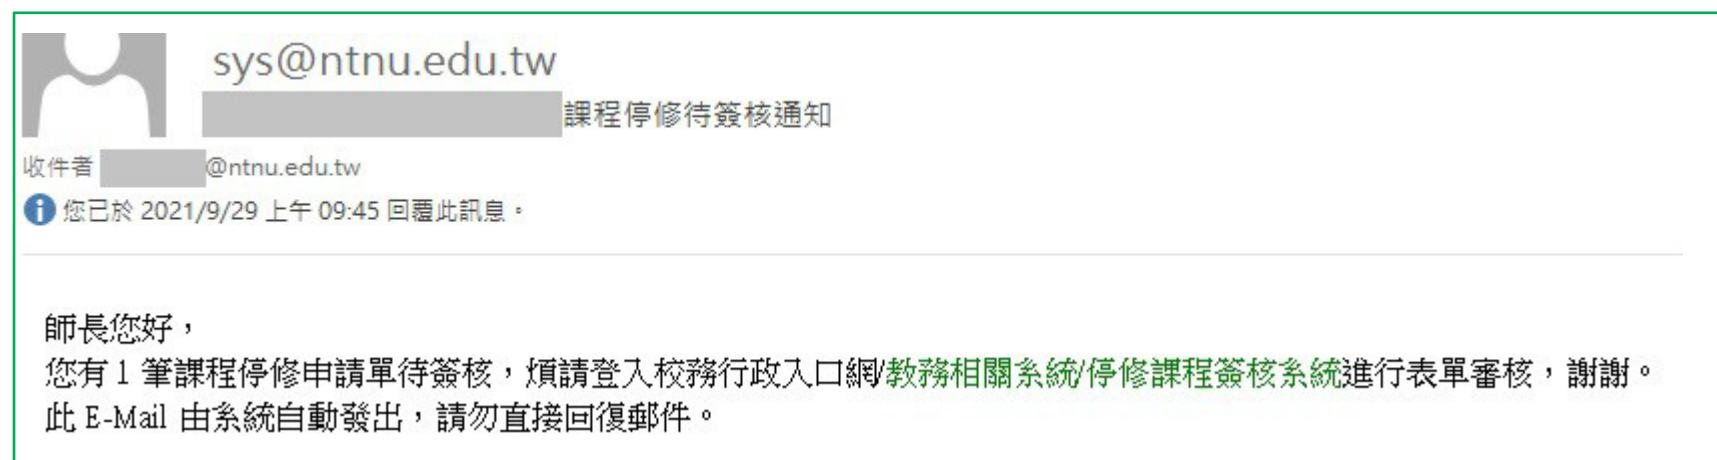 sys@ntnu.edu.tw
課程停修待簽核通知
收件者 @ntnu.edu.tw
您已於 2021/9/29 上午 09:45 回覆此訊息。
師長您好，
您有 1 筆課程停修申請單待簽核，煩請登入校務行政入口網/教務相關系統/停修課程簽核系統進行表單審核，謝謝。
此 E-Mail 由系統自動發出，請勿直接回復郵件。